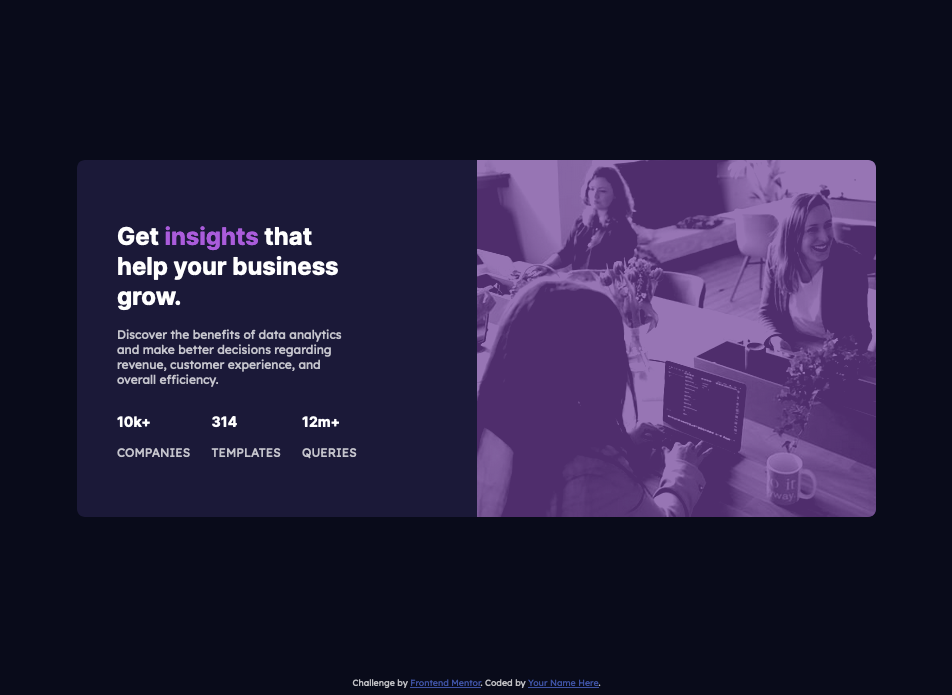 Get insights that
help your business
grow.
Discover the benefits of data analytics
and make better decisions regarding
revenue, customer experience, and
overall efficiency.
10k+ 314 12m+
COMPANIES TEMPLATES QUERIES
Challenge by Frontend Mentor. Coded by Your Name Here.